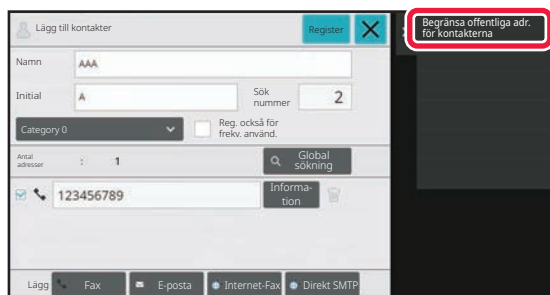 Lägg till kontakter
Register
Begränsa offentliga adr.
för kontakterna
Namn
AAA
Initial
A
Sök
nummer
2
Category 0
Reg. också för
frekv. använd.
Antal
adresser
:
1
Global
sökning
123456789
Informa-
tion
Lägg
Fax
E-posta
Internet-Fax
Direkt SMTP